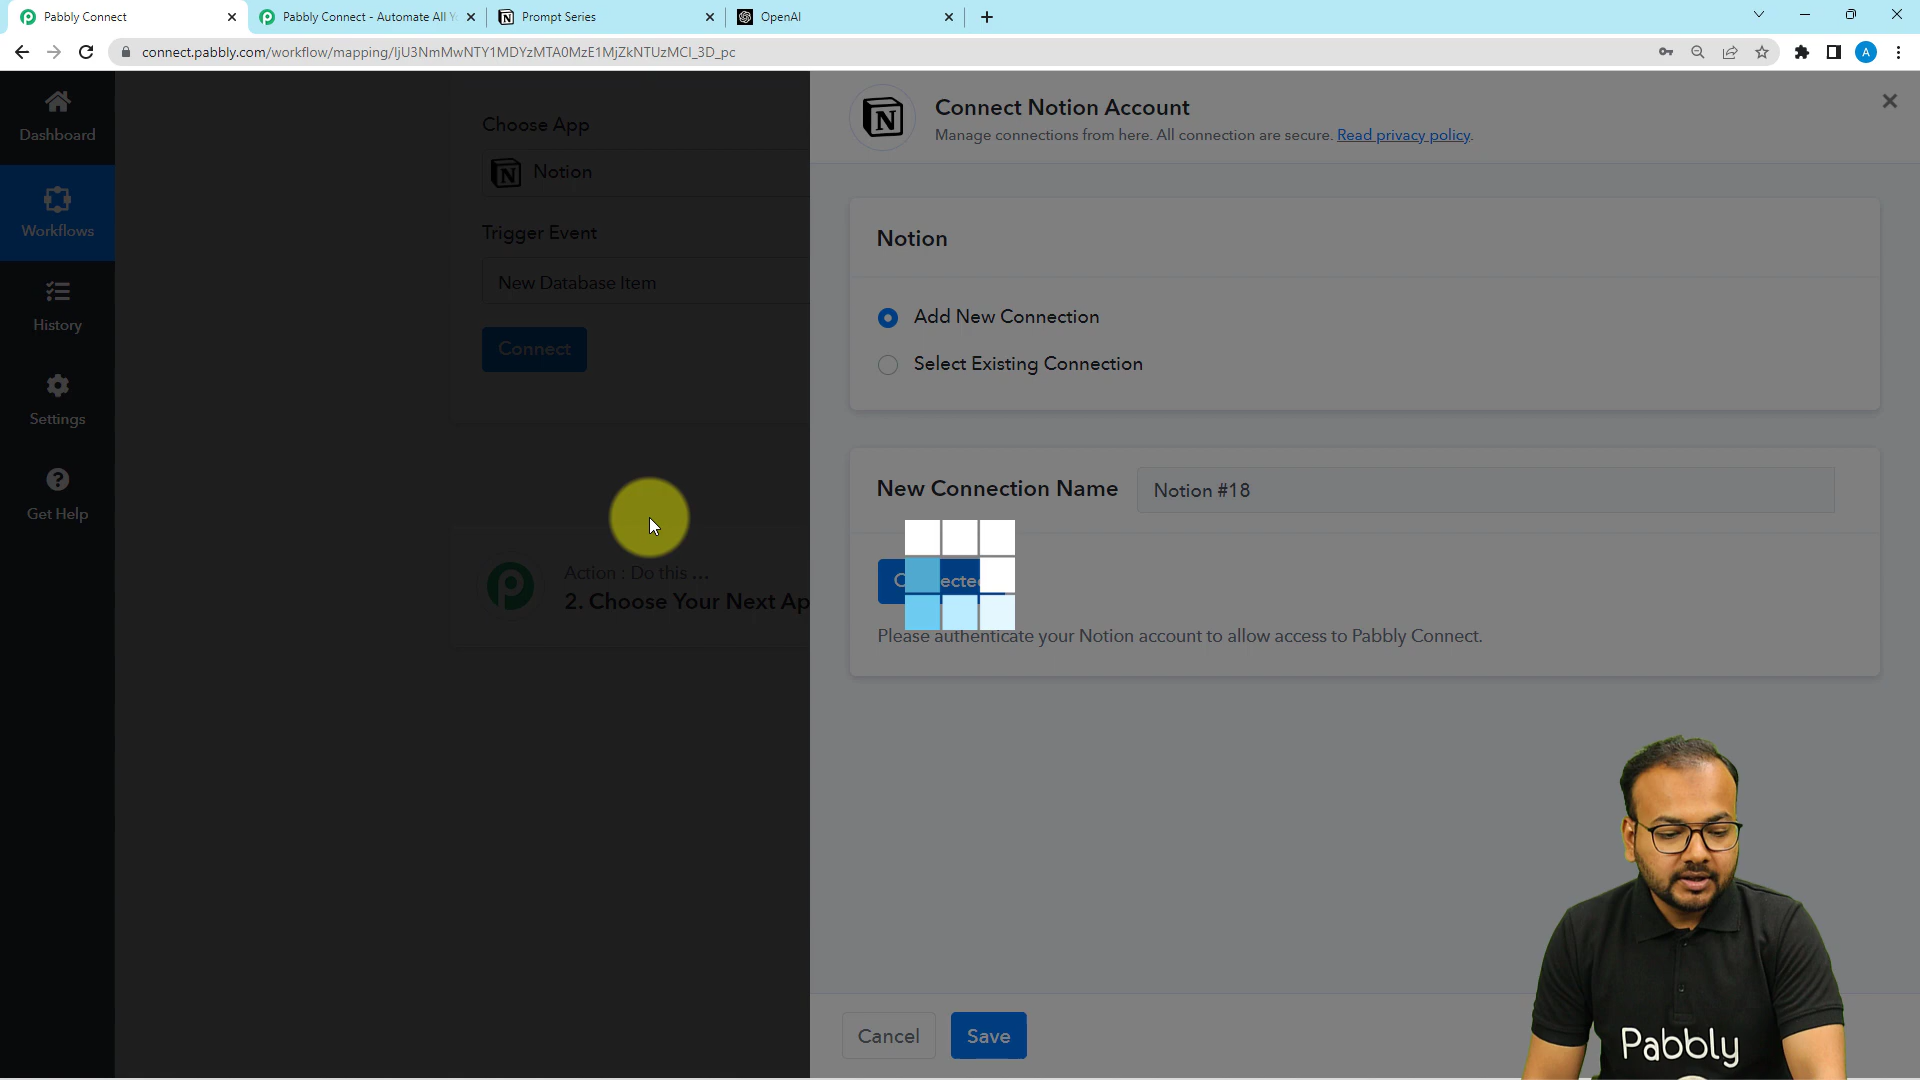 Pabbly Connect
Pabbly Connect - Automate All Y
Prompt Series
OpenAI
connect.pabbly.com/workflow/mapping/IjU3NmMwNTY1MDYzMTA0MzE1MjZkNTUzMCI_3D_pc
A
Dashboard
Workflows
History
Settings
Get Help
Choose App
Notion
Trigger Event
New Database Item
Connect
Action : Do this ...
2. Choose Your Next Ap
Connect Notion Account
Manage connections from here. All connection are secure. Read privacy policy.
Notion
Add New Connection
Select Existing Connection
New Connection Name
Notion #18
Please authenticate your Notion account to allow access to Pabbly Connect.
Cancel
Save
Pabbly